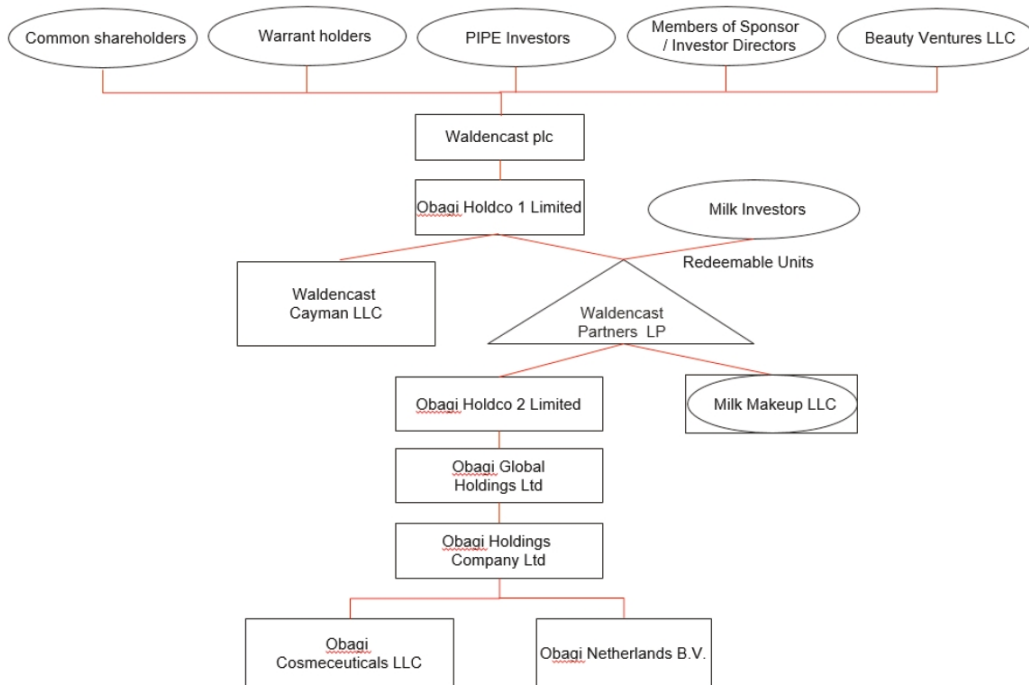 Common shareholders
Warrant holders
PIPE Investors
Members of Sponsor
/ Investor Directors
Beauty Ventures LLC
Waldencast plc
Obagi Holdco 1 Limited
Milk Investors
Redeemable Units
Waldencast
Cayman LLC
Waldencast
Partners LP
Obagi Holdco 2 Limited
Milk Makeup LLC
Obagi Global
Holdings Ltd
Obagi Holdings
Company Ltd
Obagi
Cosmeceuticals LLC
Obagi Netherlands B.V.